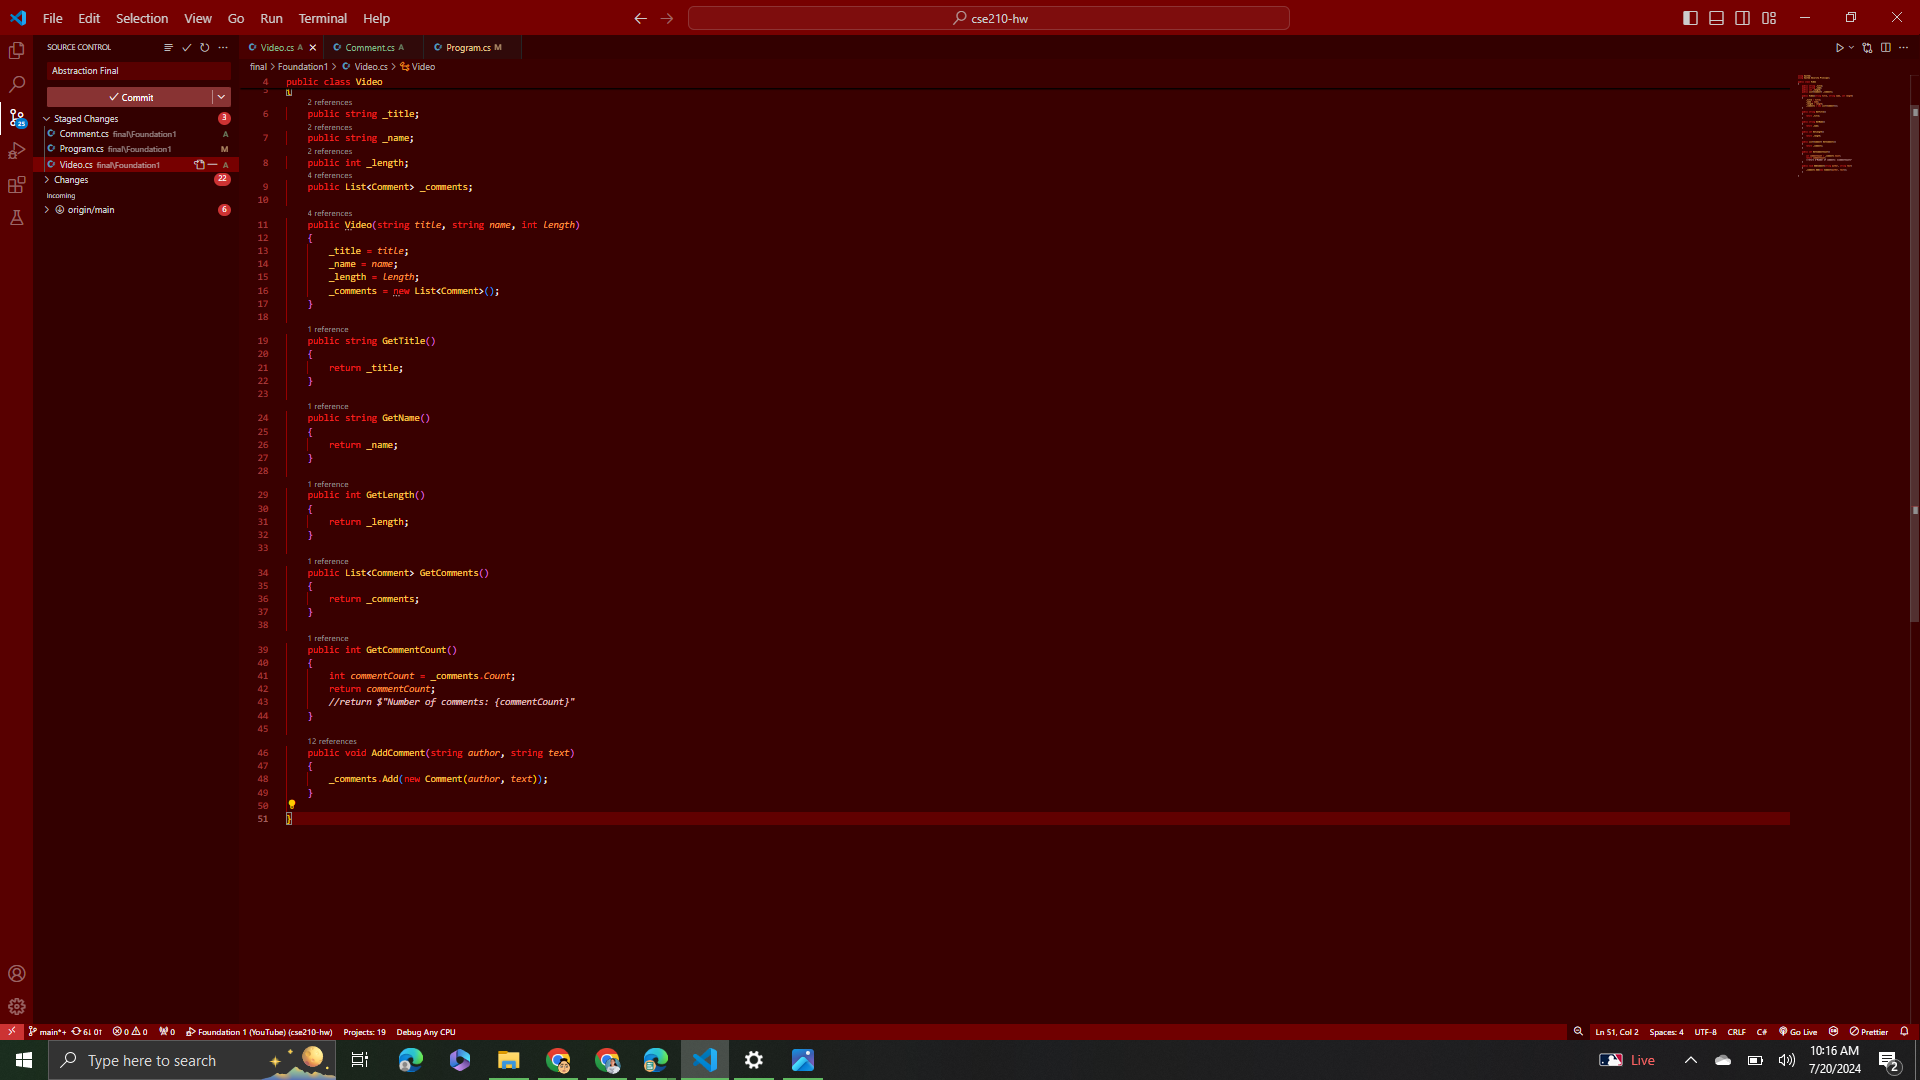 File Edit Selection View Go Run Terminal Help
cse210-hw
SOURCE CONTROL
Video.cs A
Comment.cs A
Program.cs M
Abstraction Final
final > Foundation1 > Video.cs > Video
Commit
Staged Changes 3
Comment.cs final\Foundation1 A
Program.cs final\Foundation1 M
Video.cs final\Foundation1 A
Changes 22
Incoming
origin/main 6
25
4 public class Video
5 {
2 references
6 public string _title;
2 references
7 public string _name;
2 references
8 public int _length;
4 references
9 public List<Comment> _comments;
10
4 references
11 public Video(string title, string name, int length)
12 {
13 _title = title;
14 _name = name;
15 _length = length;
16 _comments = new List<Comment>();
17 }
18
1 reference
19 public string GetTitle()
20 {
21 return _title;
22 }
23
1 reference
24 public string GetName()
25 {
26 return _name;
27 }
28
1 reference
29 public int GetLength()
30 {
31 return _length;
32 }
33
1 reference
34 public List<Comment> GetComments()
35 {
36 return _comments;
37 }
38
1 reference
39 public int GetCommentCount()
40 {
41 int commentCount = _comments.Count;
42 return commentCount;
43 //return $"Number of comments: {commentCount}"
44 }
45
12 references
46 public void AddComment(string author, string text)
47 {
48 _comments.Add(new Comment(author, text));
49 }
50
51 }
main*+ 6↓ 0↑ 0 0 0 Foundation 1 (YouTube) (cse210-hw) Projects: 19 Debug Any CPU
Ln 51, Col 2 Spaces: 4 UTF-8 CRLF C# Go Live Prettier
Type here to search
Live
10:16 AM
7/20/2024
2